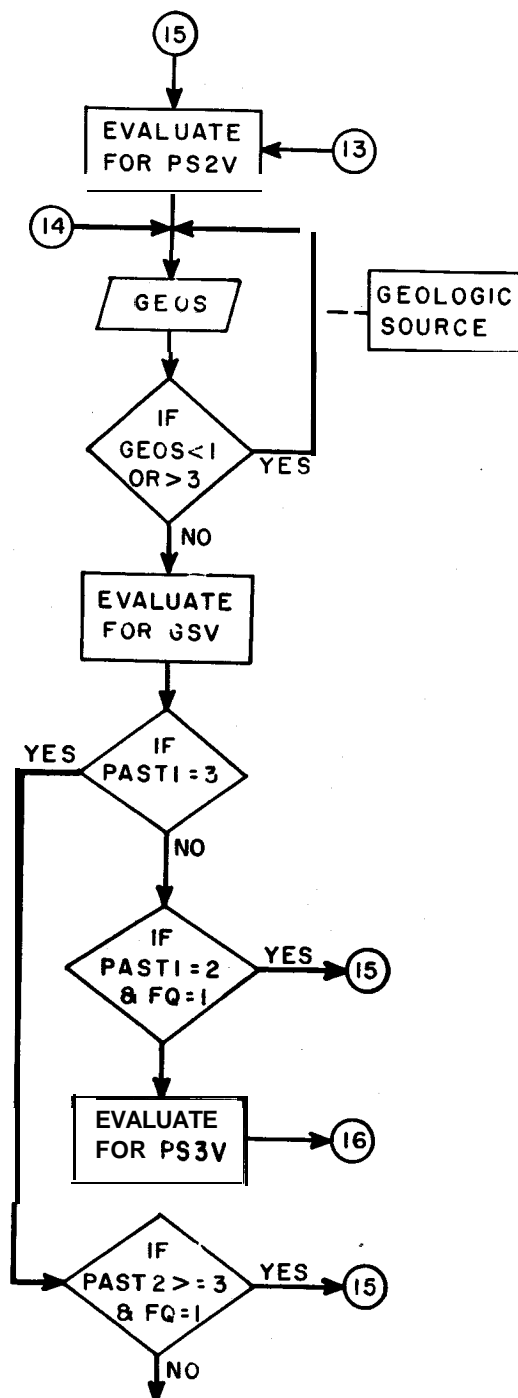 15
EVALUATE
FOR PS2V
13
14
GEOS
GEOLOGIC
SOURCE
IF
GEOS<1
OR>3
YES
NO
EVALUATE
FOR GSV
YES
IF
PAST1=3
NO
IF
PAST1=2
& FQ=1
YES
15
EVALUATE
FOR PS3V
16
IF
PAST2>=3
& FQ=1
YES
15
NO